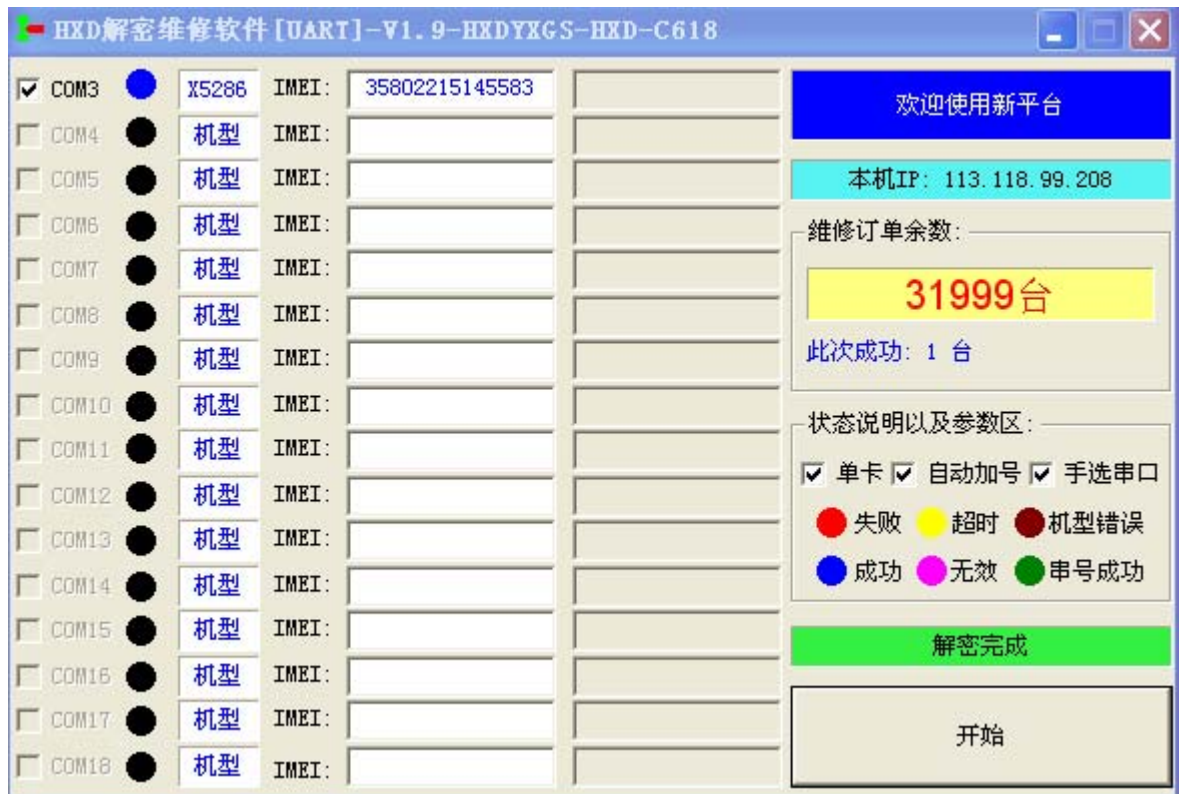 HXD解密维修软件[UART]-V1.9-HXDYXGS-HXD-C618
COM3 X5286 IMEI: 35802215145583
COM4 机型 IMEI:
COM5 机型 IMEI:
COM6 机型 IMEI:
COM7 机型 IMEI:
COM8 机型 IMEI:
COM9 机型 IMEI:
COM10 机型 IMEI:
COM11 机型 IMEI:
COM12 机型 IMEI:
COM13 机型 IMEI:
COM14 机型 IMEI:
COM15 机型 IMEI:
COM16 机型 IMEI:
COM17 机型 IMEI:
COM18 机型 IMEI:
欢迎使用新平台
本机IP: 113.118.99.208
维修订单余数:
31999台
此次成功: 1 台
状态说明以及参数区:
单卡 自动加号 手选串口
失败 超时 机型错误
成功 无效 串号成功
解密完成
开始